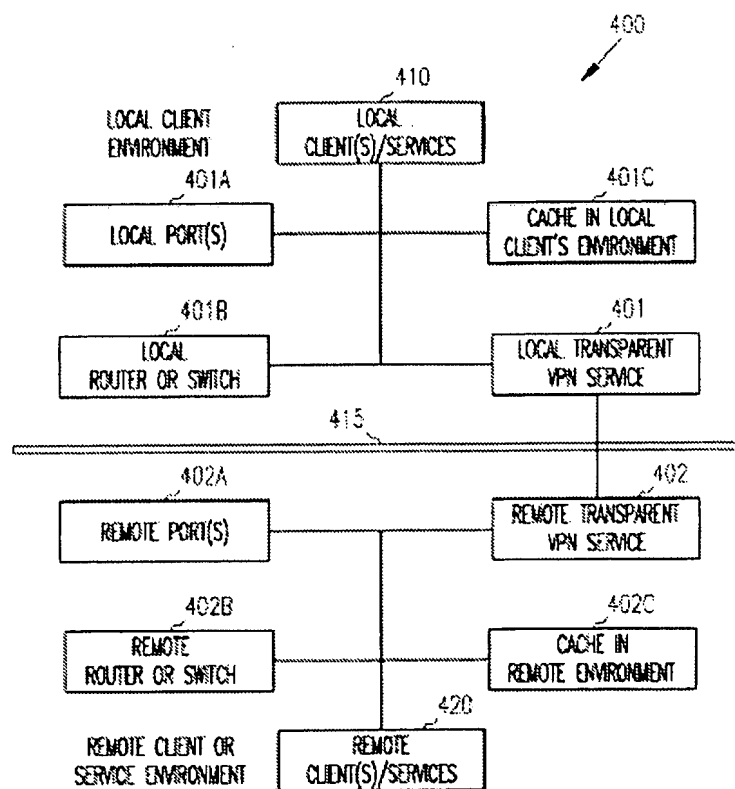 400
410
LOCAL CLIENT
ENVIRONMENT
LOCAL
CLIENT(S)/SERVICES
401A
401C
LOCAL PORT(S)
CACHE IN LOCAL
CLIENT'S ENVIRONMENT
401B
401
LOCAL
ROUTER OR SWITCH
LOCAL TRANSPARENT
VPN SERVICE
415
402A
402
REMOTE PORT(S)
REMOTE TRANSPARENT
VPN SERVICE
402B
402C
REMOTE
ROUTER OR SWITCH
CACHE IN
REMOTE ENVIRONMENT
420
REMOTE CLIENT OR
SERVICE ENVIRONMENT
REMOTE
CLIENT(S)/SERVICES